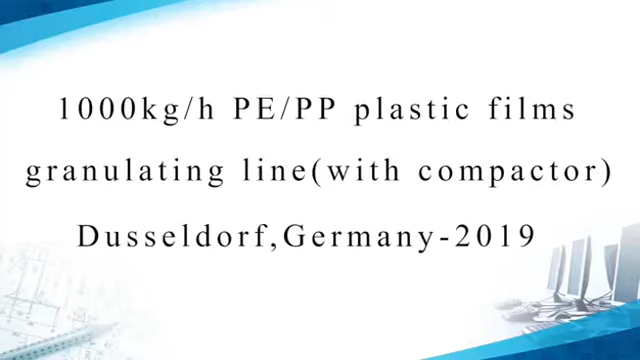 1000kg/h PE/PP plastic films
granulating line(with compactor)
Dusseldorf,Germany-2019